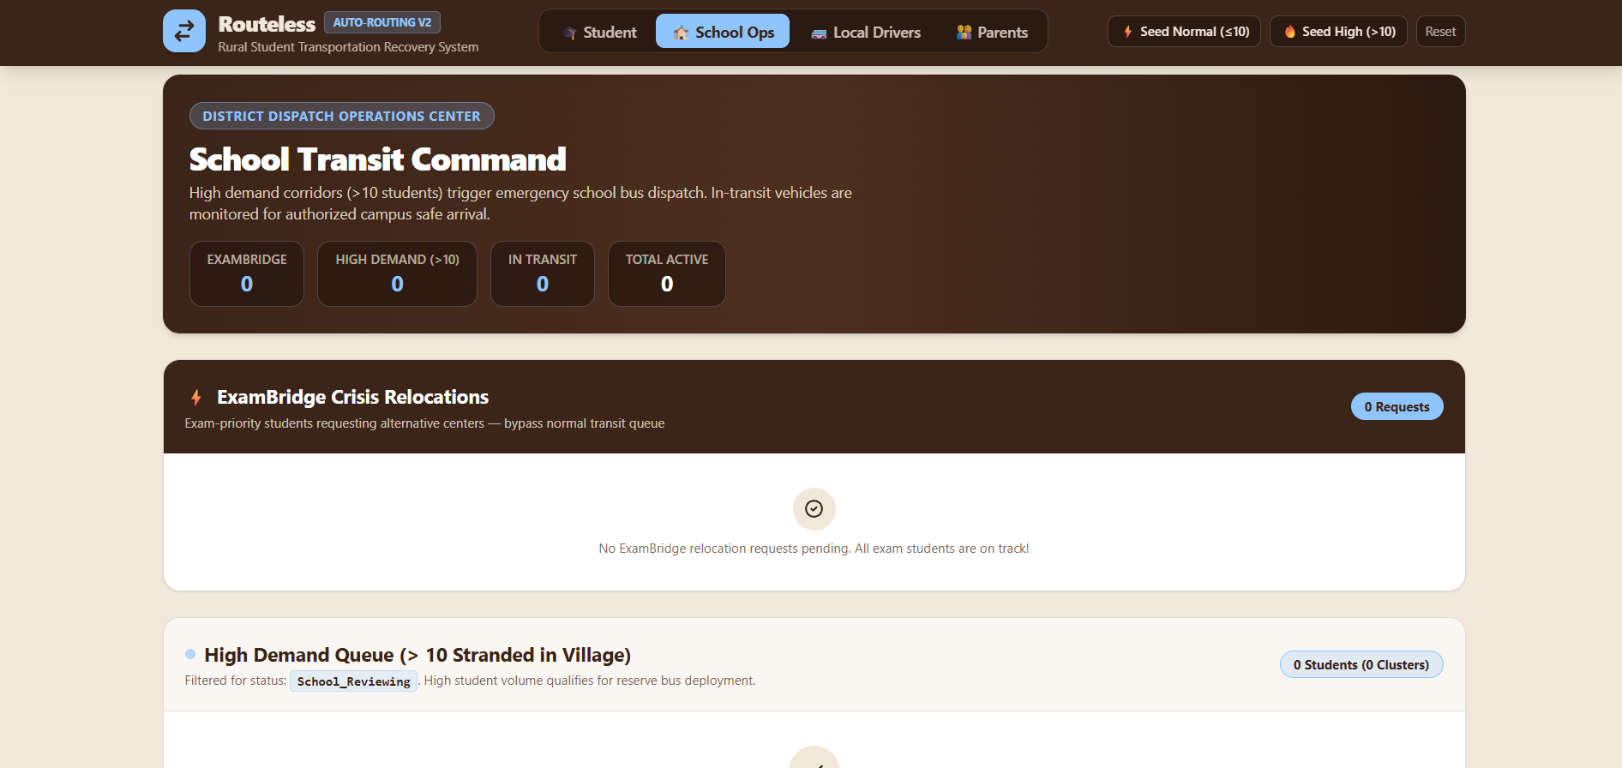 Routeless AUTO-ROUTING V2
Rural Student Transportation Recovery System
Student School Ops Local Drivers Parents
Seed Normal (≤10) Seed High (>10) Reset
DISTRICT DISPATCH OPERATIONS CENTER
School Transit Command
High demand corridors (>10 students) trigger emergency school bus dispatch. In-transit vehicles are
monitored for authorized campus safe arrival.
EXAMBRIDGE HIGH DEMAND (>10) IN TRANSIT TOTAL ACTIVE
0 0 0 0
ExamBridge Crisis Relocations
Exam-priority students requesting alternative centers — bypass normal transit queue
0 Requests
No ExamBridge relocation requests pending. All exam students are on track!
High Demand Queue (> 10 Stranded in Village)
Filtered for status: School_Reviewing. High student volume qualifies for reserve bus deployment.
0 Students (0 Clusters)